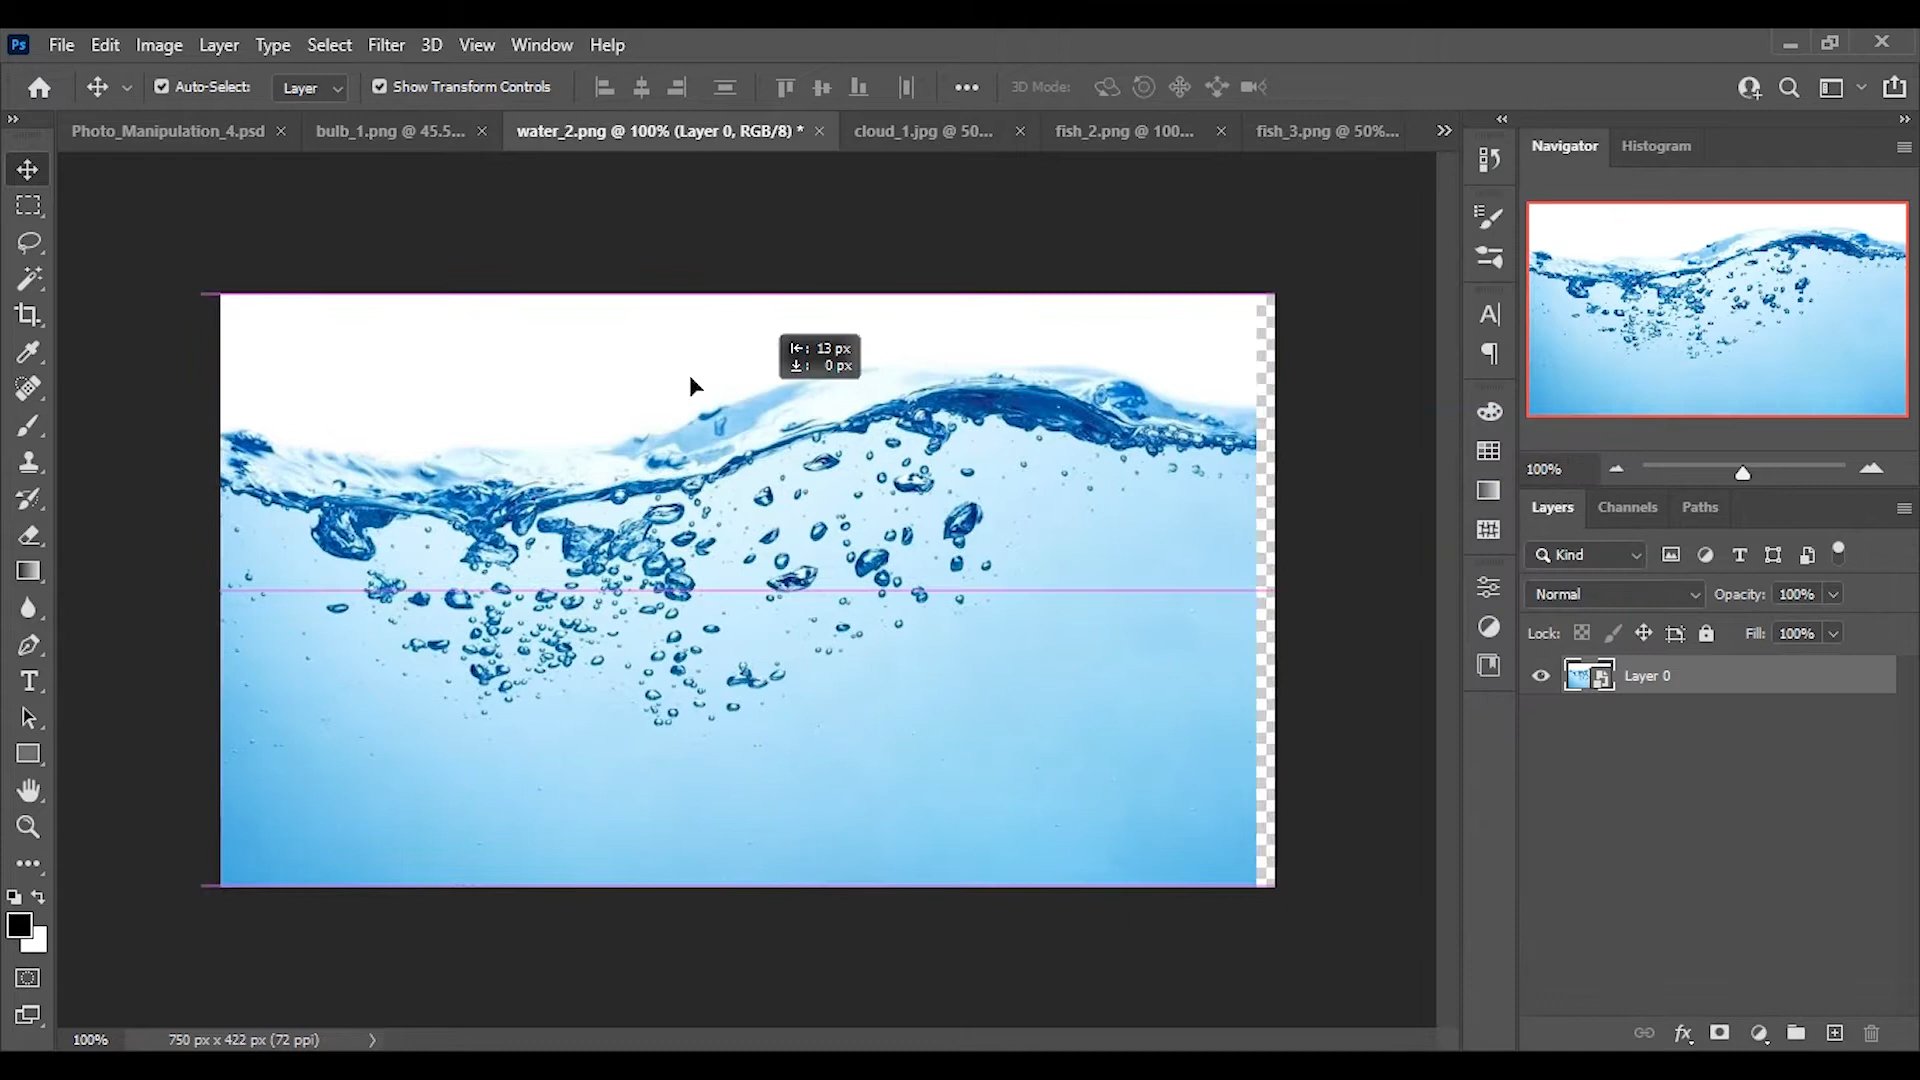 Ps File Edit Image Layer Type Select Filter 3D View Window Help
Auto-Select: Layer Show Transform Controls 3D Mode:
Photo_Manipulation_4.psd bulb_1.png @ 45.5... water_2.png @ 100% (Layer 0, RGB/8) * cloud_1.jpg @ 50... fish_2.png @ 100... fish_3.png @ 50%...
Navigator Histogram
13 px
0 px
100%
Layers Channels Paths
Kind
Normal Opacity: 100%
Lock: Fill: 100%
Layer 0
100% 750 px x 422 px (72 ppi)